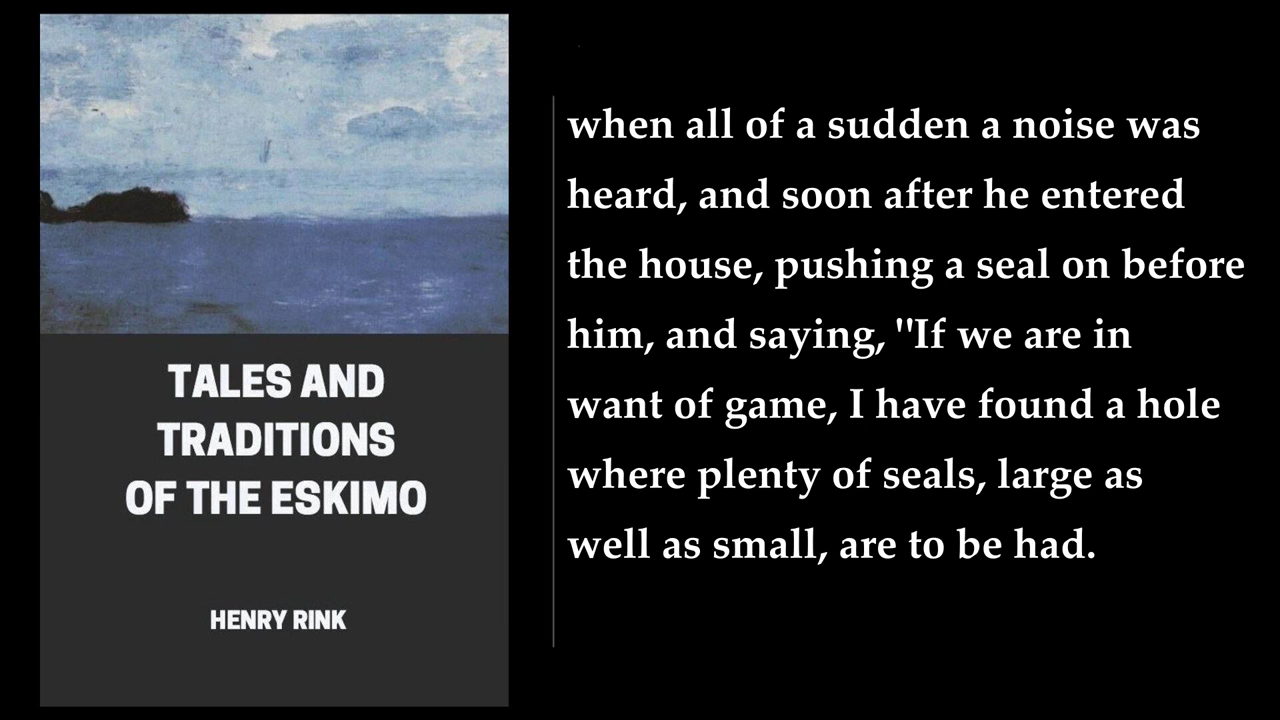 TALES AND
TRADITIONS
OF THE ESKIMO
HENRY RINK
when all of a sudden a noise was
heard, and soon after he entered
the house, pushing a seal on before
him, and saying, "If we are in
want of game, I have found a hole
where plenty of seals, large as
well as small, are to be had.